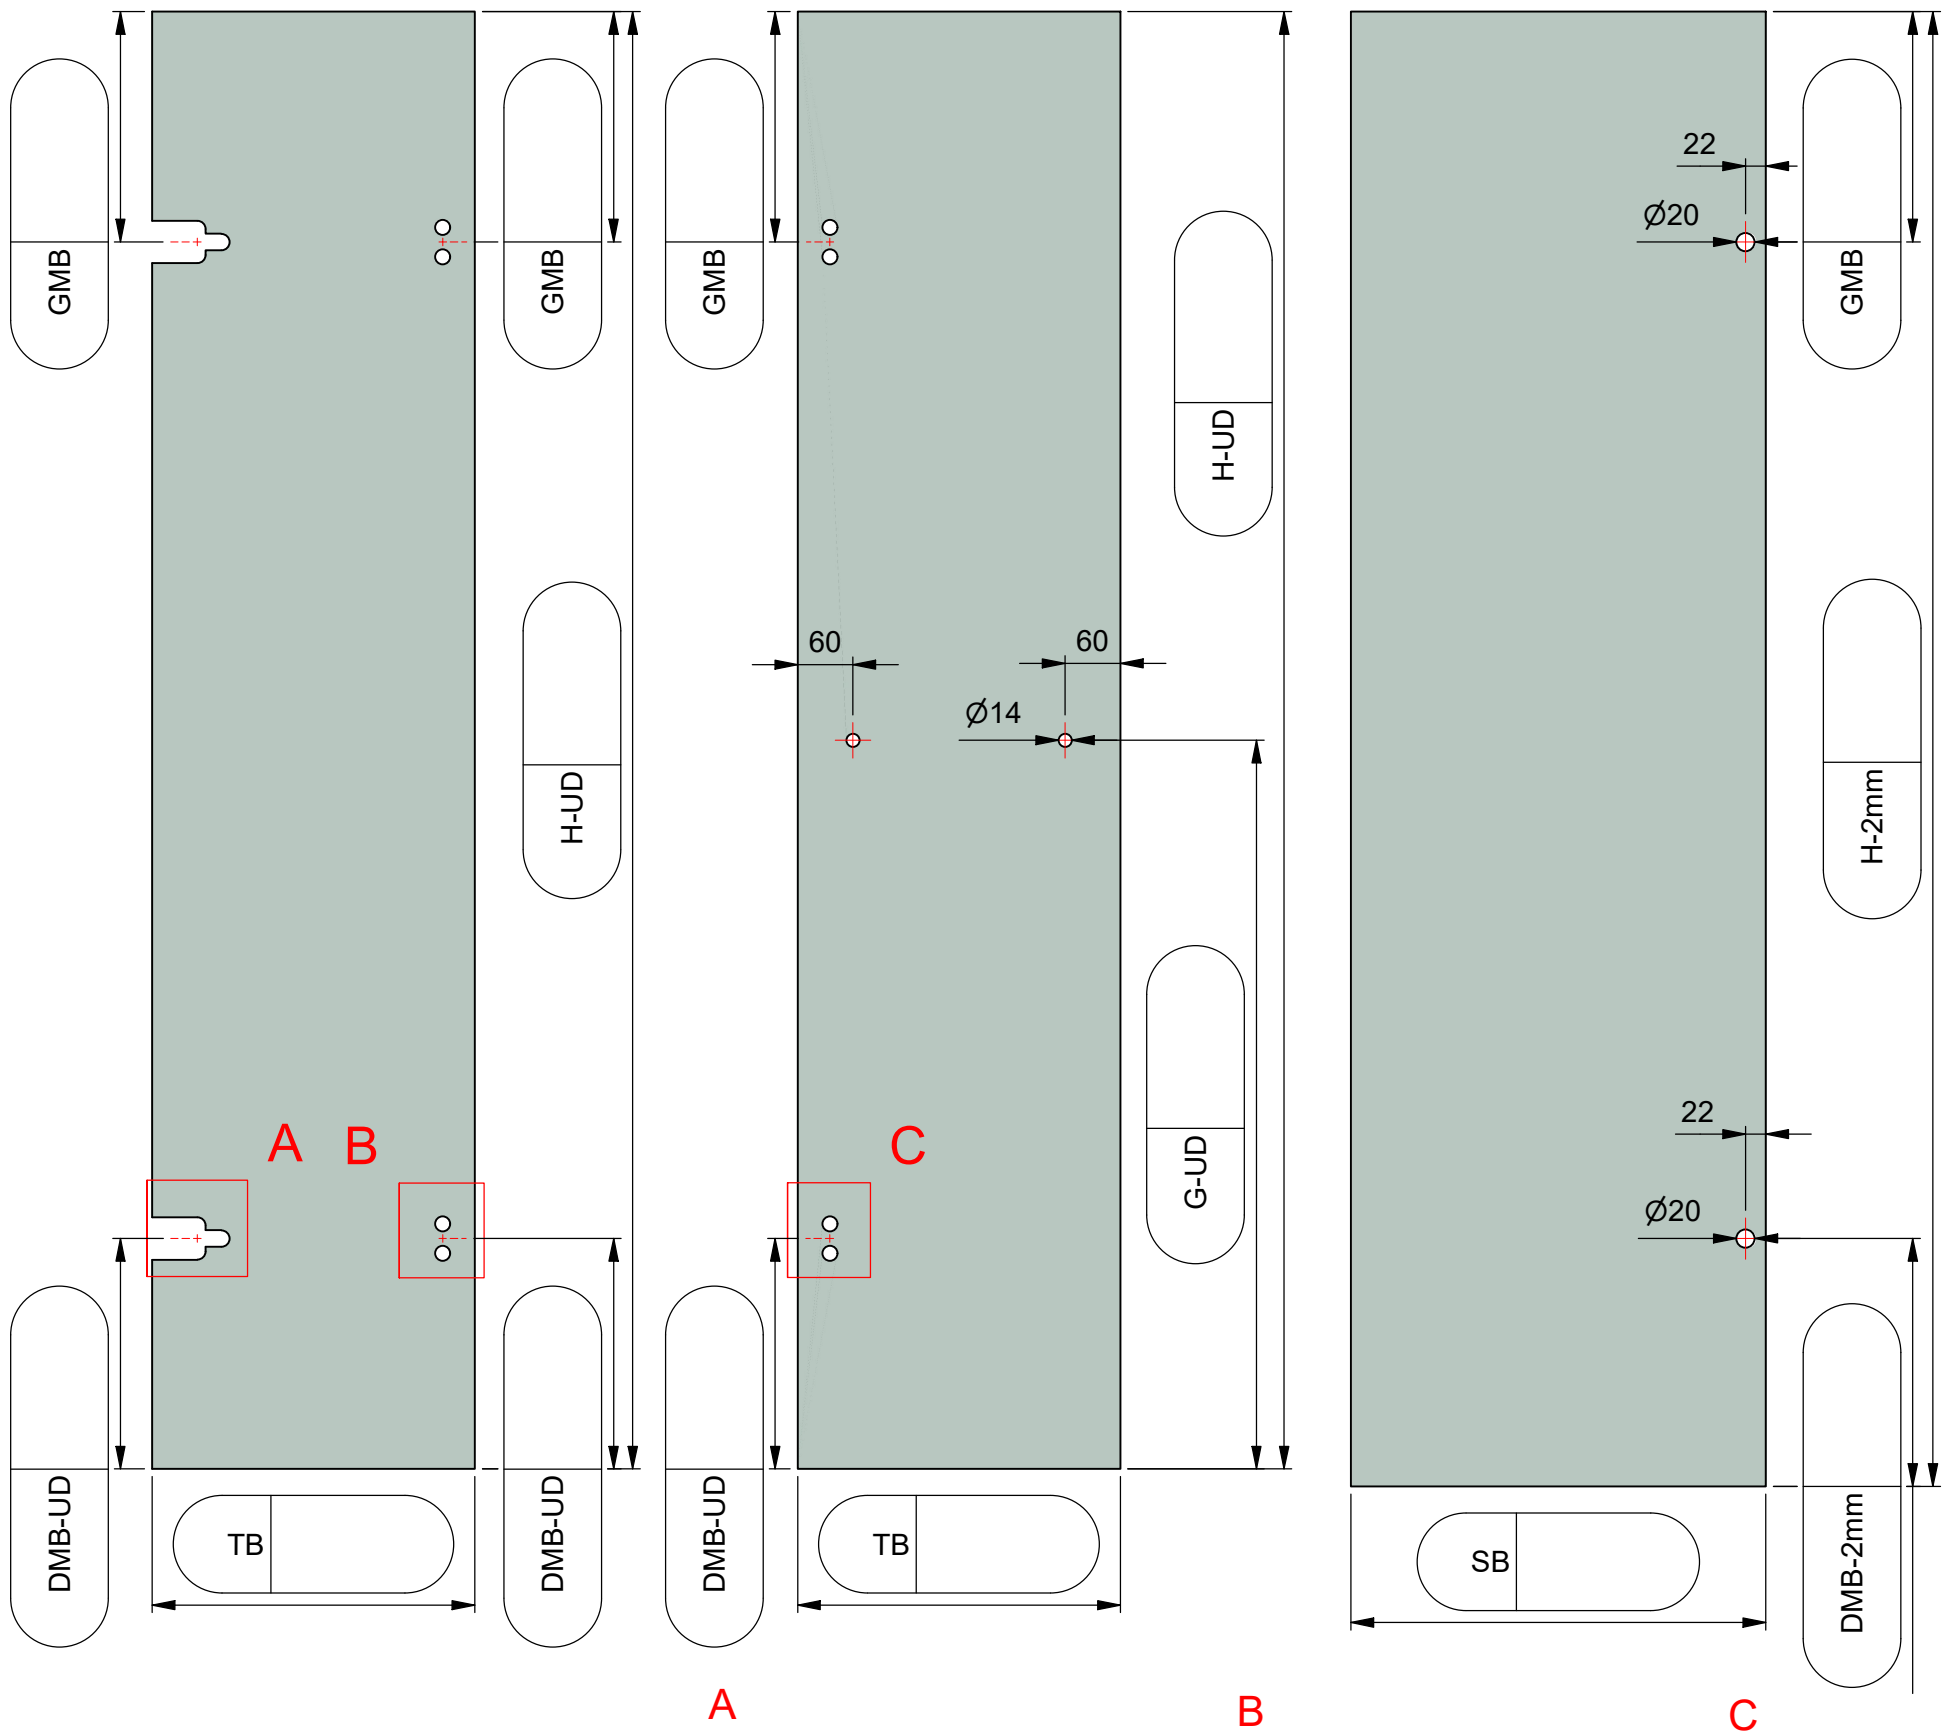 GMB
GMB
GMB
GMB
22
Ø20
H-UD
60
60
Ø14
H-UD
H-2mm
A
B
C
G-UD
22
Ø20
DMB-UD
TB
DMB-UD
DMB-UD
TB
SB
DMB-2mm
A
B
C